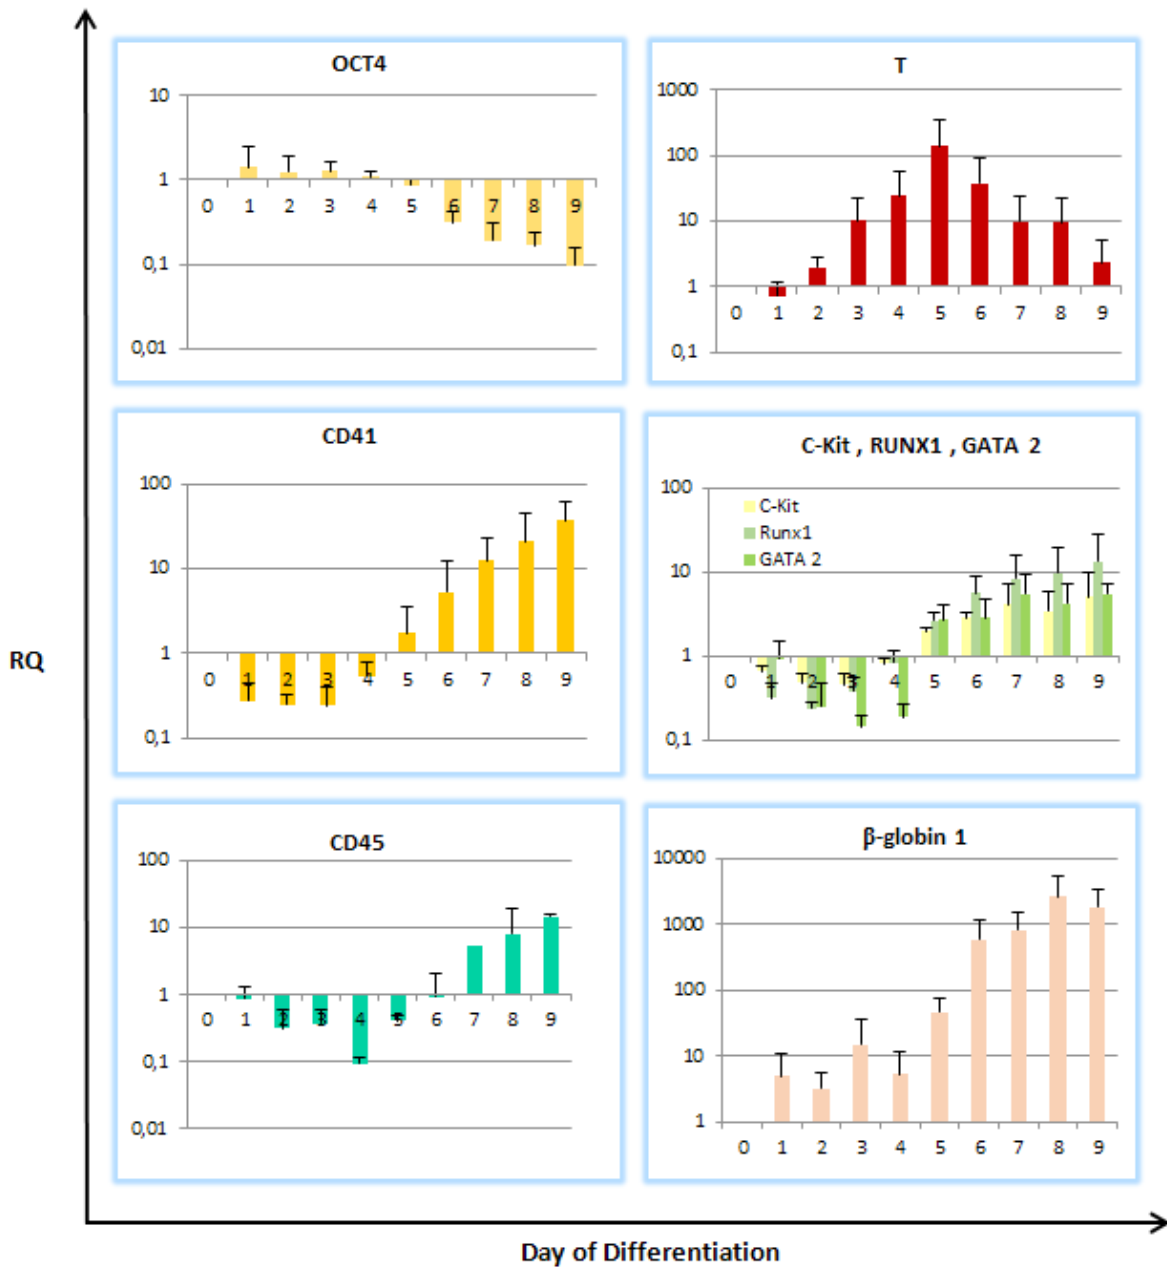 OCT4
10
1
0,1
0,01
0 1 2 3 4 5 6 7 8 9
T
1000
100
10
1
0,1
0 1 2 3 4 5 6 7 8 9
CD41
100
10
1
0,1
0 1 2 3 4 5 6 7 8 9
C-Kit , RUNX1 , GATA 2
100
10
1
0,1
C-Kit
Runx1
GATA 2
0 1 2 3 4 5 6 7 8 9
RQ
CD45
100
10
1
0,1
0,01
0 1 2 3 4 5 6 7 8 9
β-globin 1
10000
1000
100
10
1
0 1 2 3 4 5 6 7 8 9
Day of Differentiation